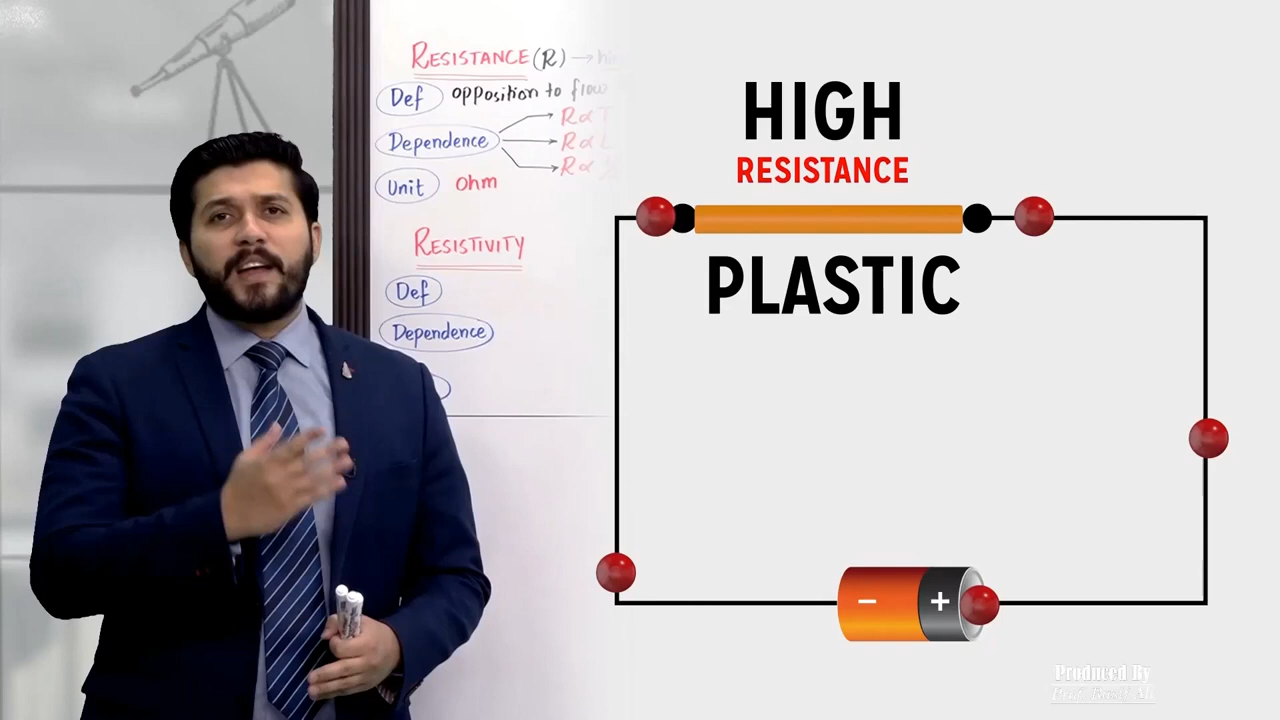 RESISTANCE (R) →
Def opposition to flow
Dependence
R α T
R α L
R α
Unit Ohm
RESISTIVITY
Def
Dependence
HIGH
RESISTANCE
PLASTIC
− +
Produced By